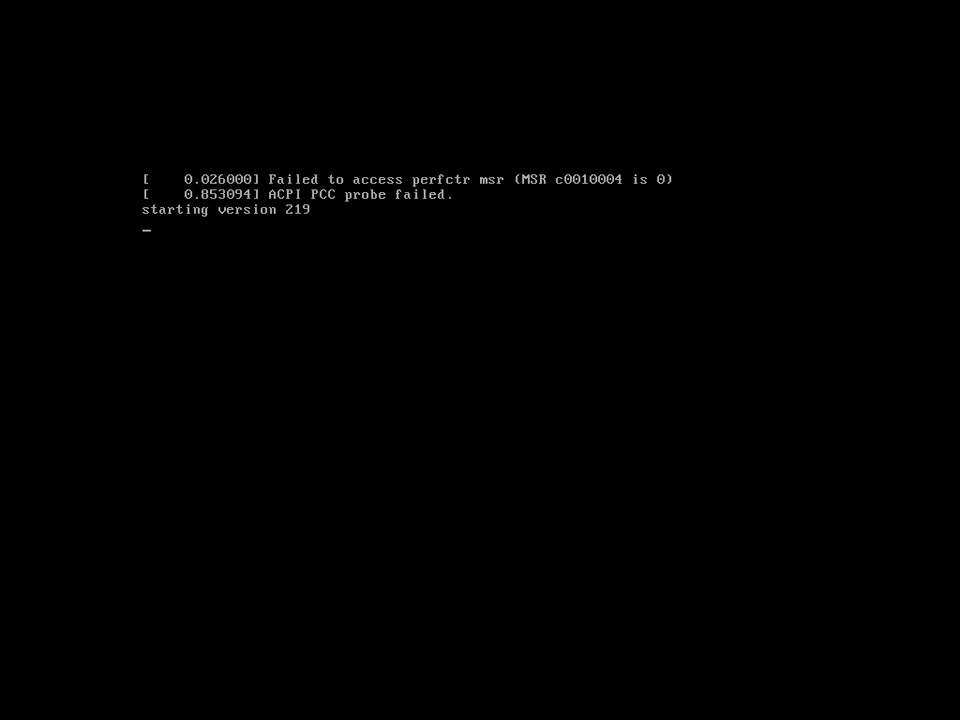 [    0.026000] Failed to access perfctr msr (MSR c0010004 is 0)
[    0.853094] ACPI PCC probe failed.
starting version 219
_